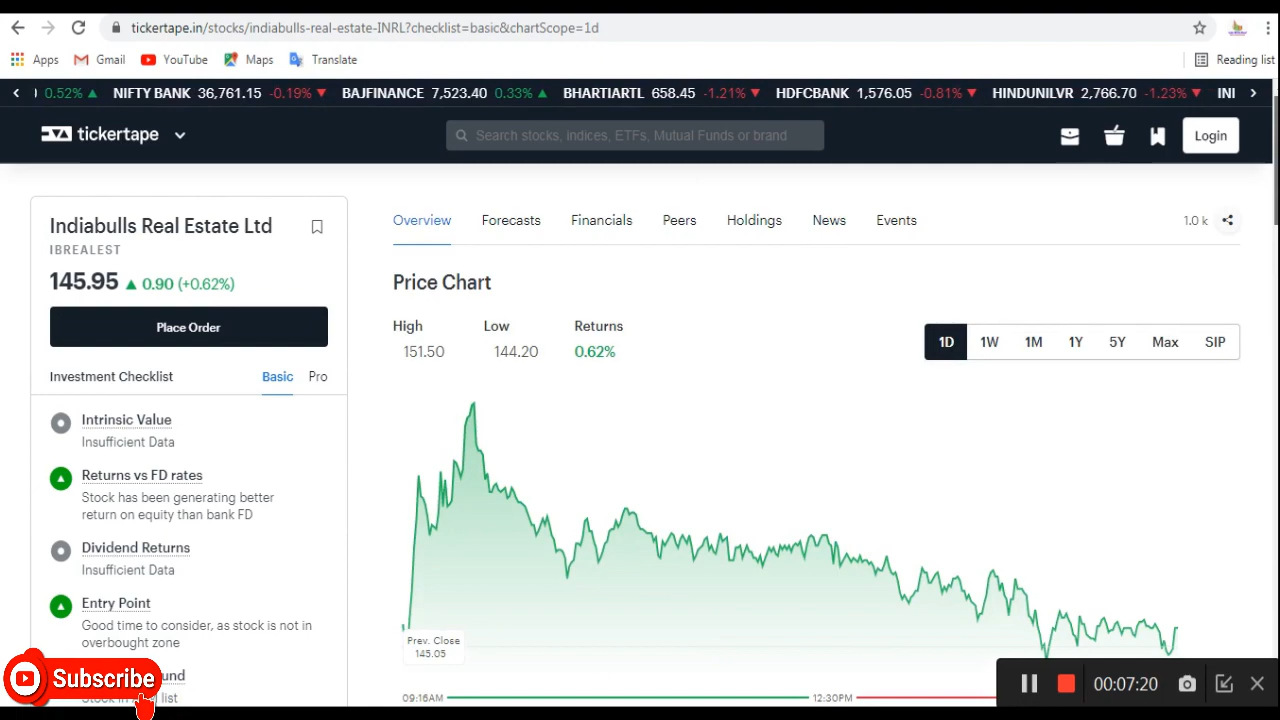 tickertape.in/stocks/indiabulls-real-estate-INRL?checklist=basic&chartScope=1d
Apps Gmail YouTube Maps Translate Reading list
0.52% ▲ NIFTY BANK 36,761.15 -0.19% ▼ BAJFINANCE 7,523.40 0.33% ▲ BHARTIARTL 658.45 -1.21% ▼ HDFCBANK 1,576.05 -0.81% ▼ HINDUNILVR 2,766.70 -1.23% ▼ INI
tickertape Search stocks, indices, ETFs, Mutual Funds or brand Login
Indiabulls Real Estate Ltd
IBREALEST
145.95 ▲ 0.90 (+0.62%)
Place Order
Investment Checklist Basic Pro
Intrinsic Value
Insufficient Data
Returns vs FD rates
Stock has been generating better
return on equity than bank FD
Dividend Returns
Insufficient Data
Entry Point
Good time to consider, as stock is not in
overbought zone
Subscribe
list
Overview Forecasts Financials Peers Holdings News Events 1.0 k
Price Chart
High Low Returns
151.50 144.20 0.62%
1D 1W 1M 1Y 5Y Max SIP
Prev. Close
145.05
09:16AM 12:30PM
00:07:20